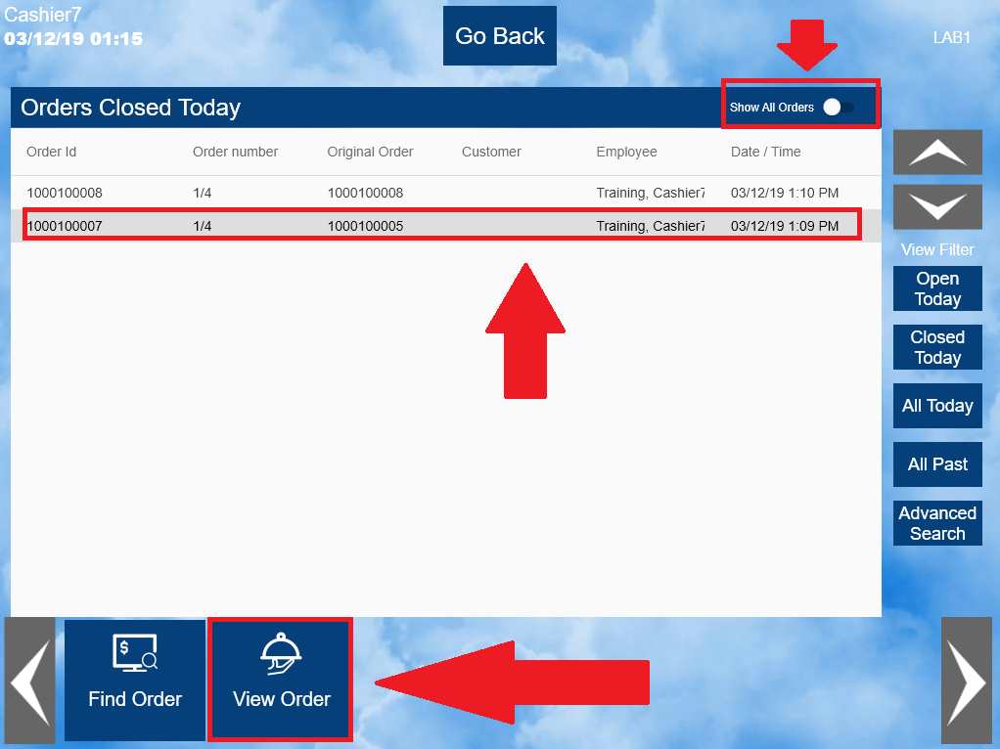 Cashier7
03/12/19 01:15
Go Back
LAB1
Orders Closed Today
Show All Orders
Order Id Order number Original Order Customer Employee Date / Time
1000100008 1/4 1000100008 Training, Cashier7 03/12/19 1:10 PM
1000100007 1/4 1000100005 Training, Cashier7 03/12/19 1:09 PM
View Filter
Open
Today
Closed
Today
All Today
All Past
Advanced
Search
$
Find Order
View Order